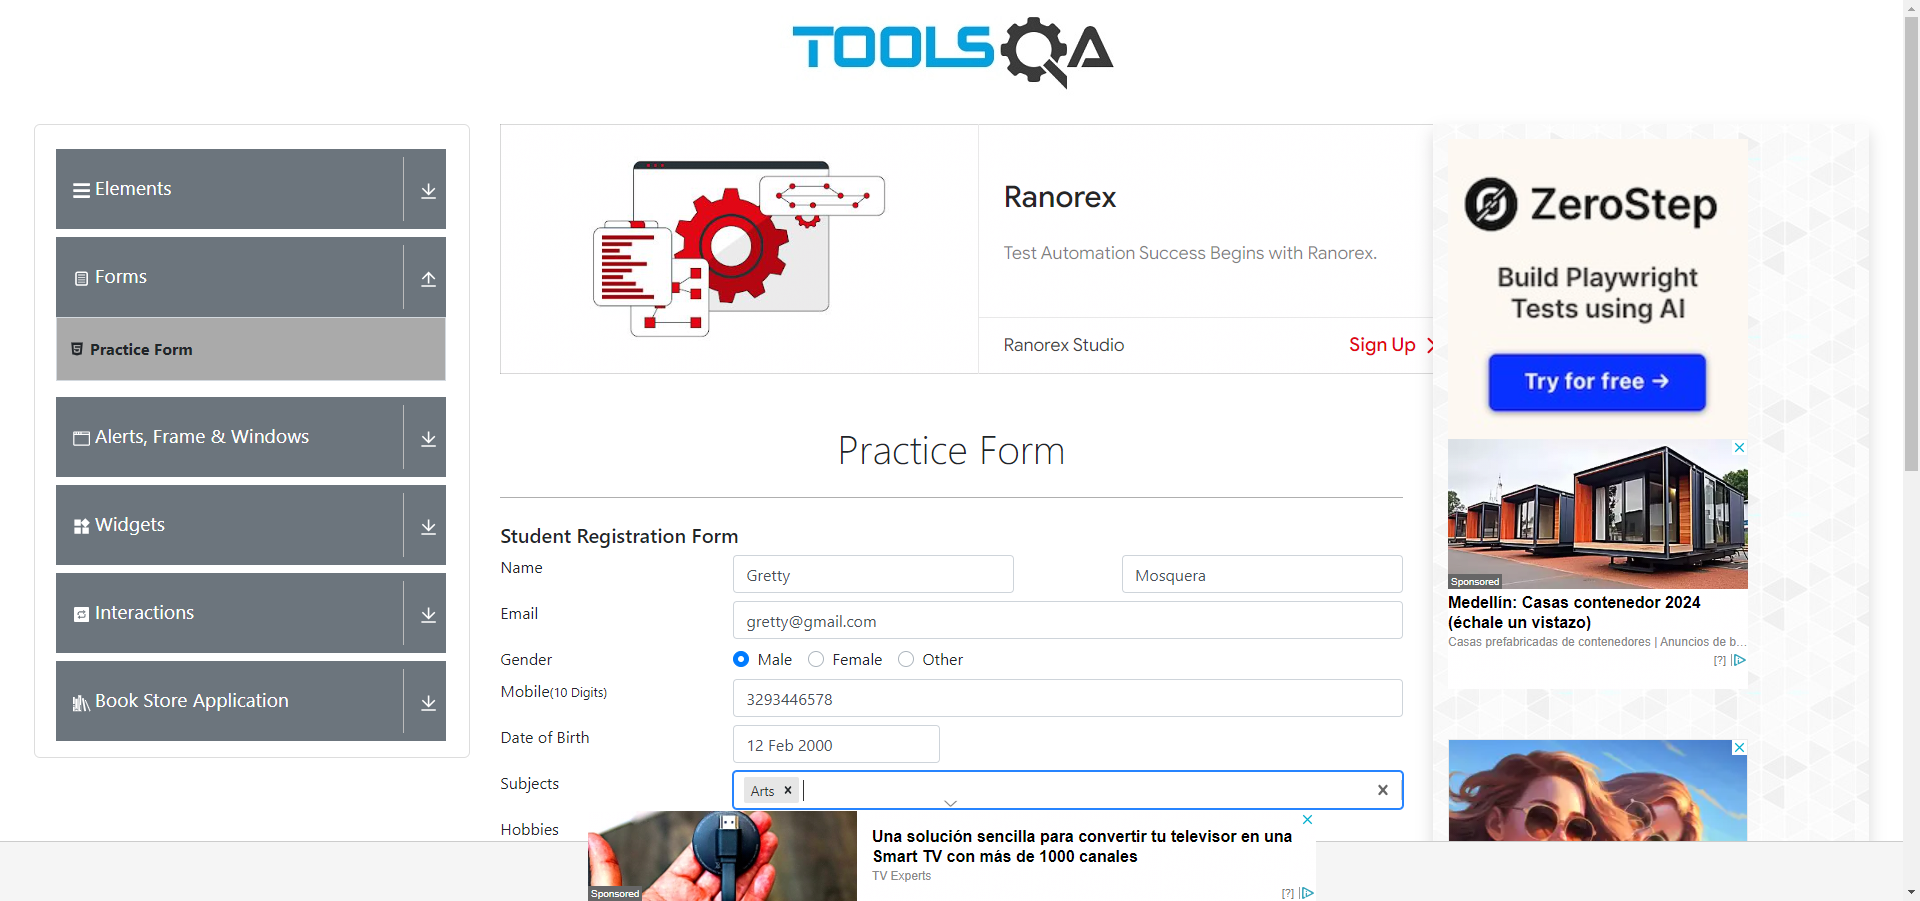 TOOLSQA
Elements
Forms
Practice Form
Alerts, Frame & Windows
Widgets
Interactions
Book Store Application
Ranorex
Test Automation Success Begins with Ranorex.
Ranorex Studio
Sign Up
Practice Form
Student Registration Form
Name
Gretty
Mosquera
Email
gretty@gmail.com
Gender
Male
Female
Other
Mobile(10 Digits)
3293446578
Date of Birth
12 Feb 2000
Subjects
Arts
Hobbies
ZeroStep
Build Playwright
Tests using AI
Try for free →
Sponsored
Medellín: Casas contenedor 2024
(échale un vistazo)
Casas prefabricadas de contenedores | Anuncios de b...
[?]
Sponsored
Una solución sencilla para convertir tu televisor en una
Smart TV con más de 1000 canales
TV Experts
[?]